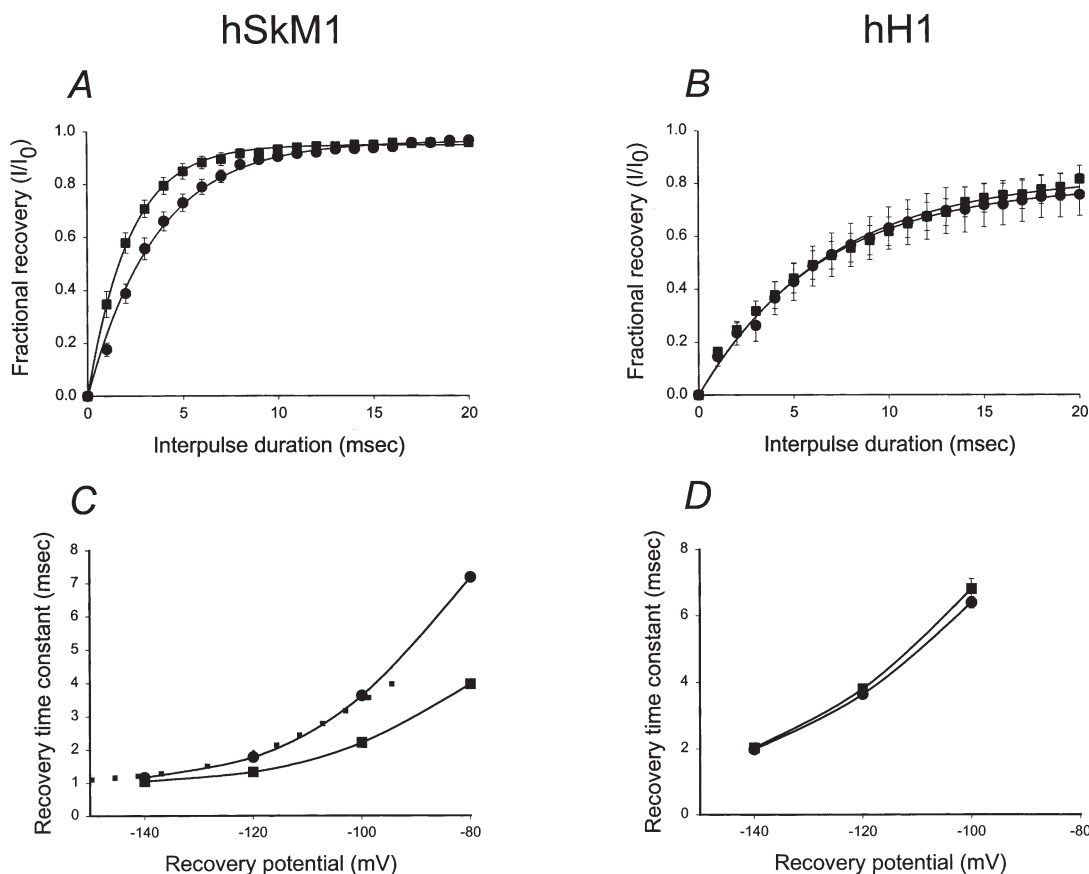 hSkM1
hH1
A
B
Fractional recovery (I/I0)
1.0
0.8
0.6
0.4
0.2
0.0
0 5 10 15 20
Interpulse duration (msec)
Fractional recovery (I/I0)
1.0
0.8
0.6
0.4
0.2
0.0
0 5 10 15 20
Interpulse duration (msec)
C
D
Recovery time constant (msec)
8
7
6
5
4
3
2
1
0
-140 -120 -100 -80
Recovery potential (mV)
Recovery time constant (msec)
8
6
4
2
0
-140 -120 -100 -80
Recovery potential (mV)